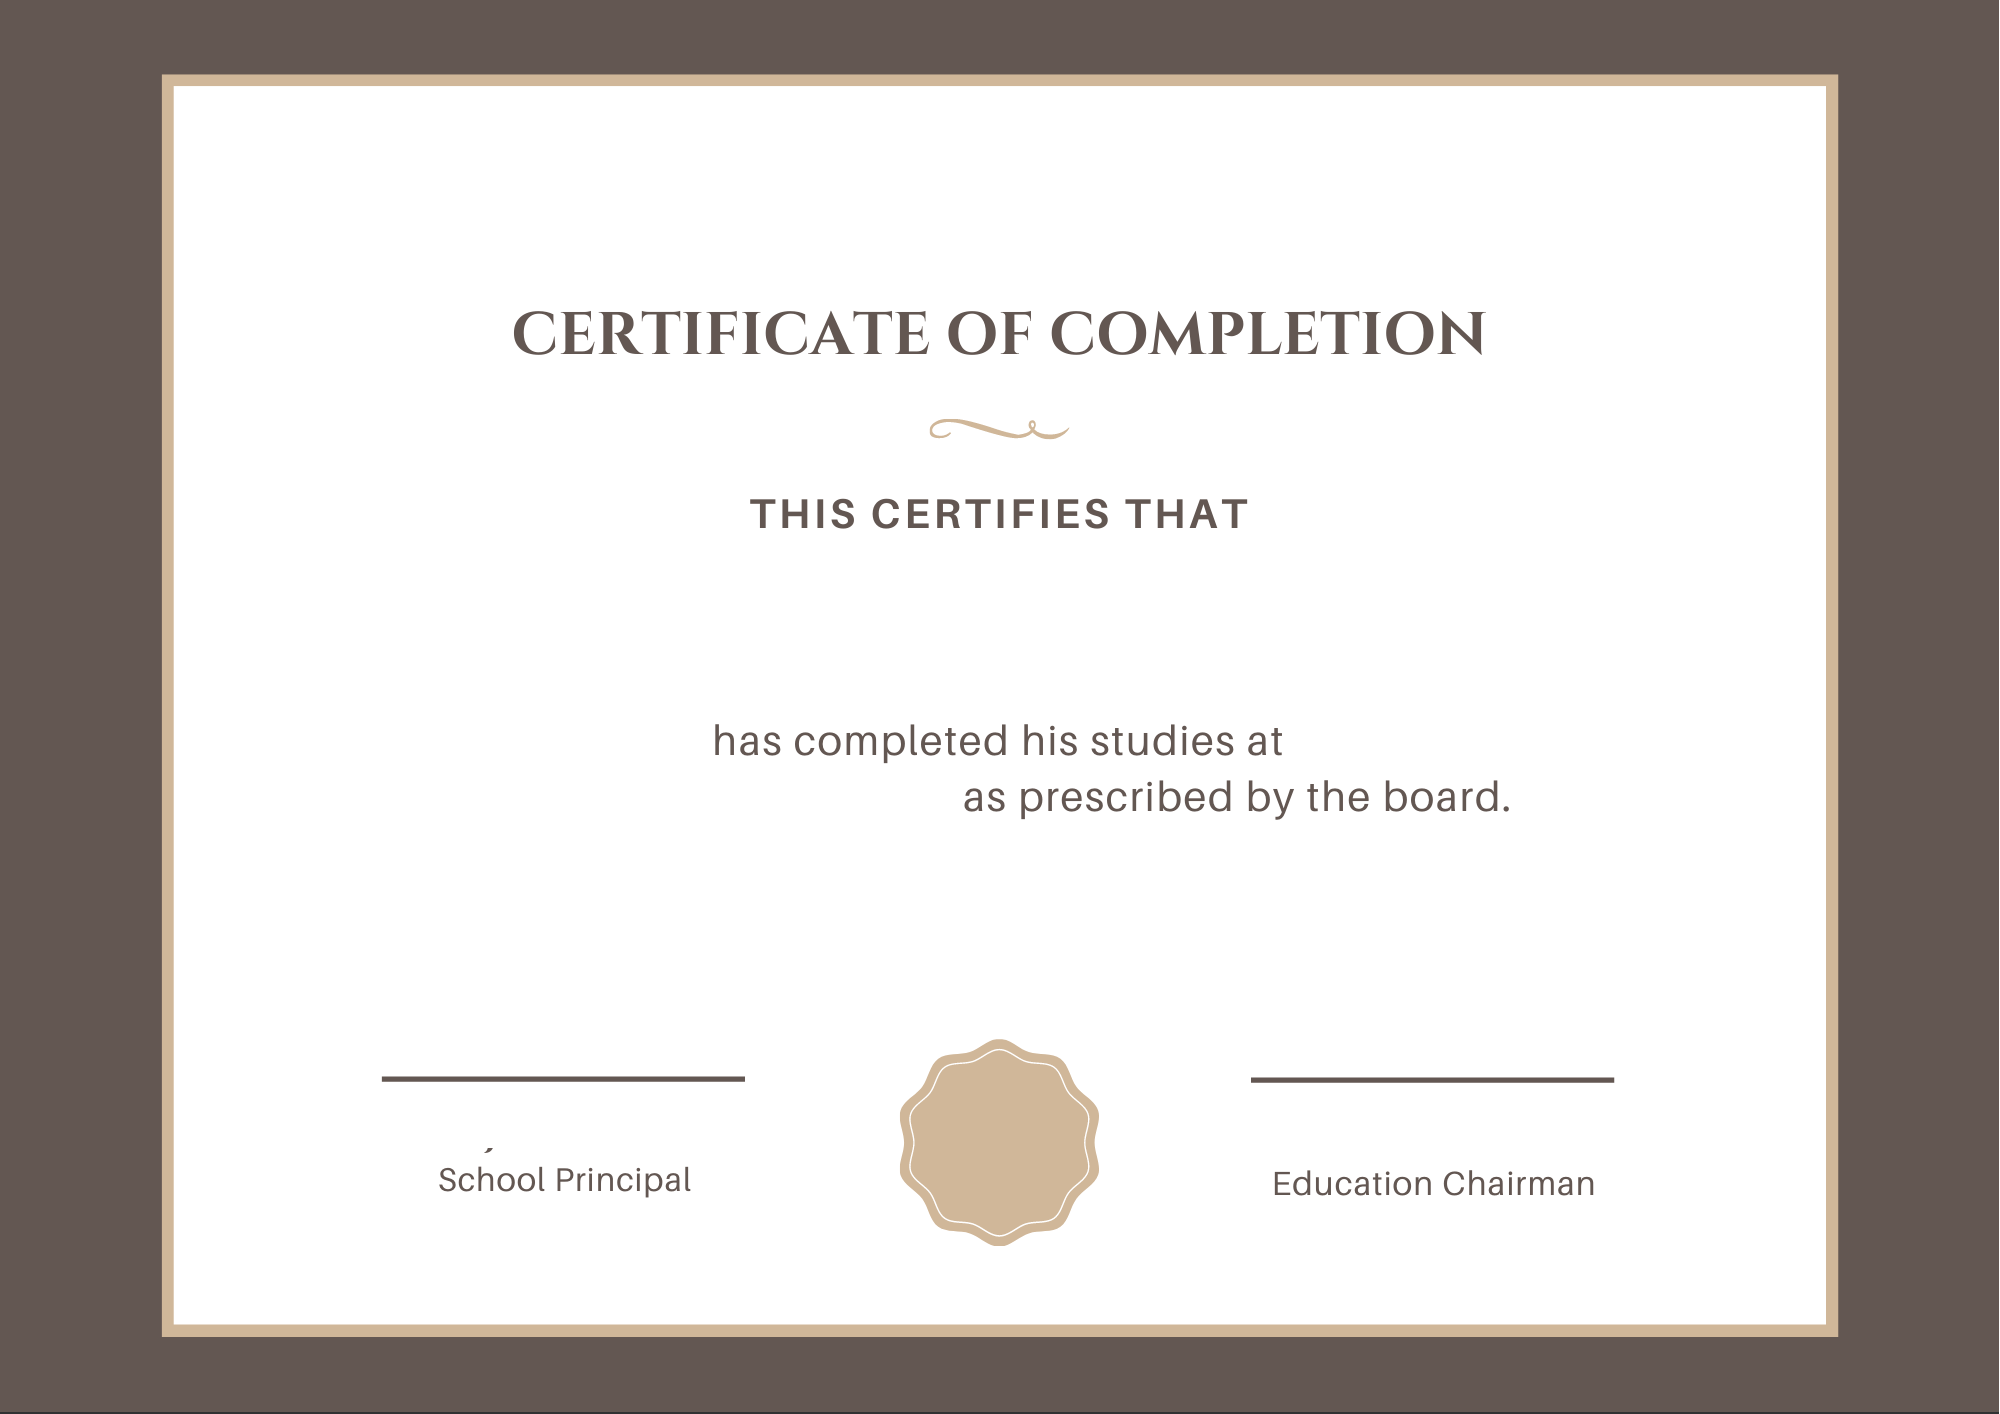 CERTIFICATE OF COMPLETION
THIS CERTIFIES THAT
has completed his studies at
as prescribed by the board.
School Principal
Education Chairman